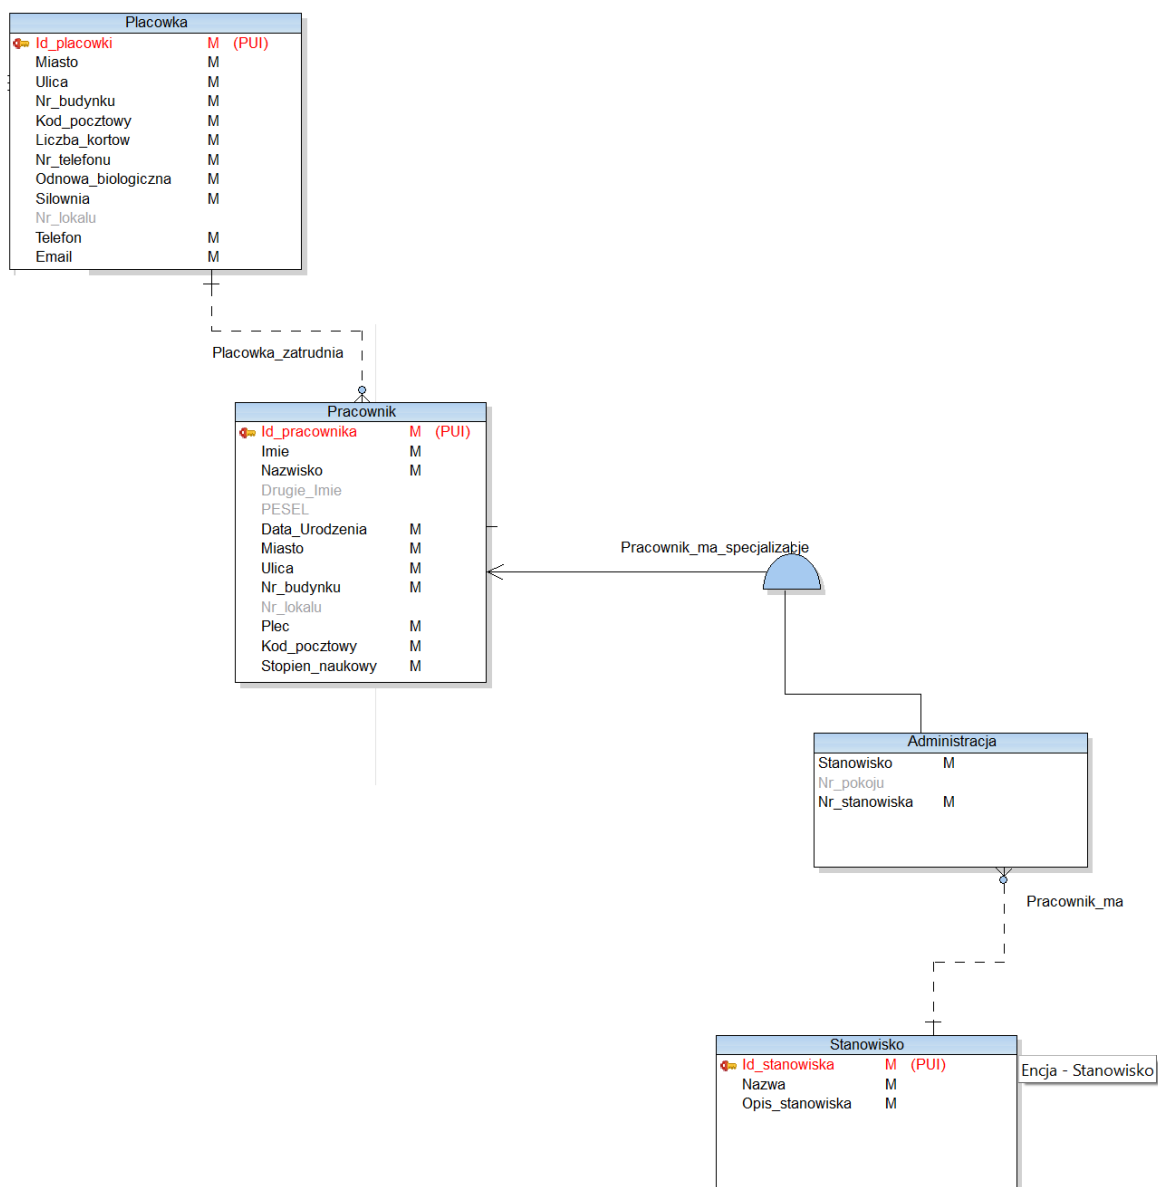 Placowka
Id_placowki M (PUI)
Miasto M
Ulica M
Nr_budynku M
Kod_pocztowy M
Liczba_kortow M
Nr_telefonu M
Odnowa_biologiczna M
Silownia M
Nr_lokalu
Telefon M
Email M
Placowka_zatrudnia
Pracownik
Id_pracownika M (PUI)
Imie M
Nazwisko M
Drugie_Imie
PESEL
Data_Urodzenia M
Miasto M
Ulica M
Nr_budynku M
Nr_lokalu
Plec M
Kod_pocztowy M
Stopien_naukowy M
Pracownik_ma_specjalizacje
Administracja
Stanowisko M
Nr_pokoju
Nr_stanowiska M
Pracownik_ma
Stanowisko
Id_stanowiska M (PUI)
Nazwa M
Opis_stanowiska M
Encja - Stanowisko